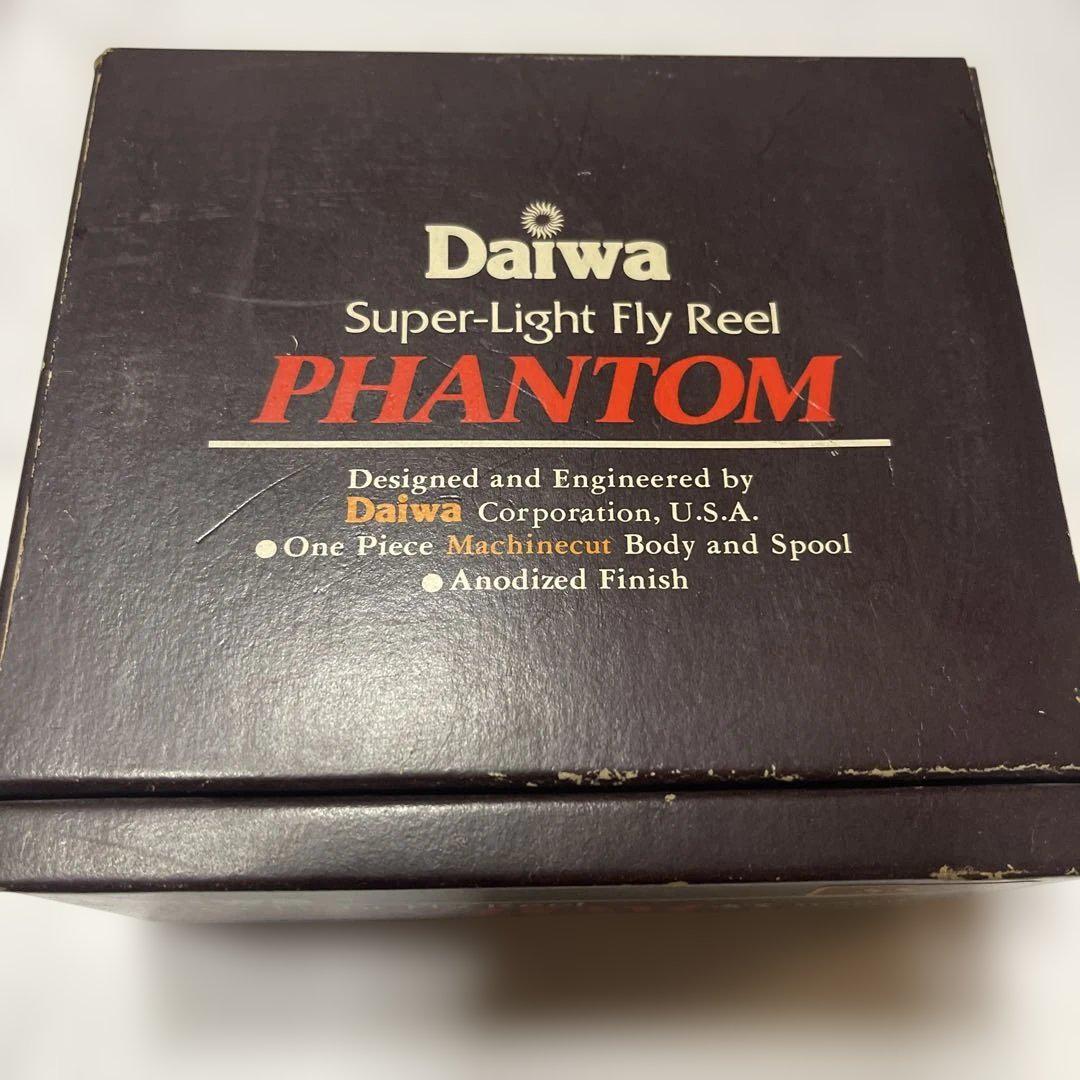 Daiwa
Super-Light Fly Reel
PHANTOM
Designed and Engineered by
Daiwa Corporation, U.S.A.
●One Piece Machinecut Body and Spool
●Anodized Finish